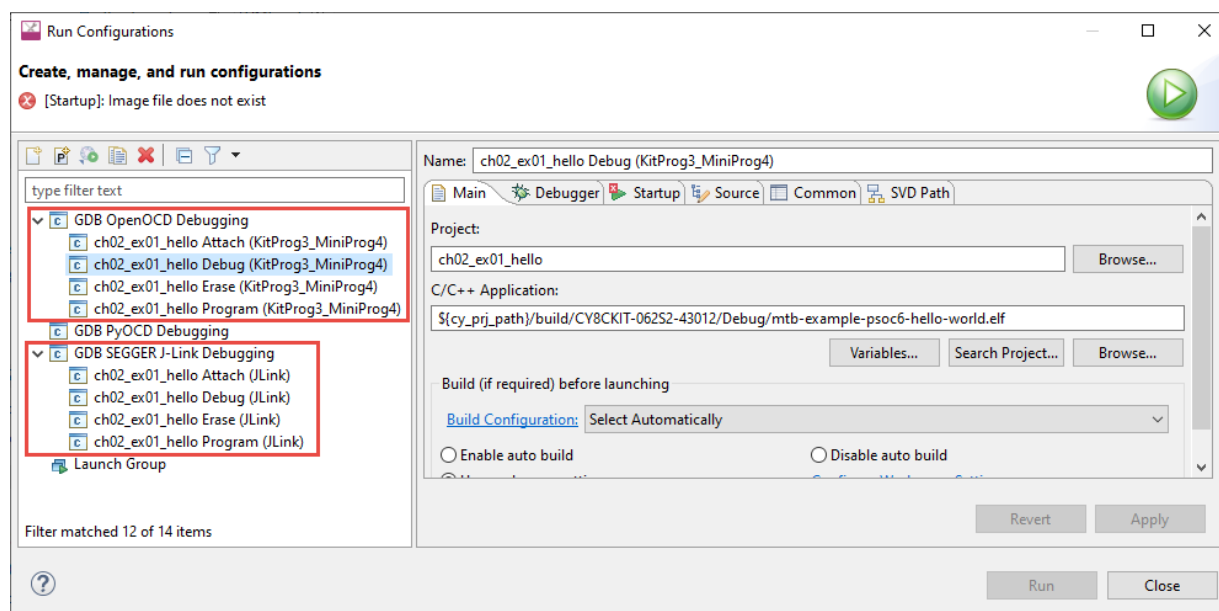 Run Configurations
Create, manage, and run configurations
[Startup]: Image file does not exist
type filter text
GDB OpenOCD Debugging
ch02_ex01_hello Attach (KitProg3_MiniProg4)
ch02_ex01_hello Debug (KitProg3_MiniProg4)
ch02_ex01_hello Erase (KitProg3_MiniProg4)
ch02_ex01_hello Program (KitProg3_MiniProg4)
GDB PyOCD Debugging
GDB SEGGER J-Link Debugging
ch02_ex01_hello Attach (JLink)
ch02_ex01_hello Debug (JLink)
ch02_ex01_hello Erase (JLink)
ch02_ex01_hello Program (JLink)
Launch Group
Filter matched 12 of 14 items
Name: ch02_ex01_hello Debug (KitProg3_MiniProg4)
Main Debugger Startup Source Common SVD Path
Project:
ch02_ex01_hello Browse...
C/C++ Application:
${cy_prj_path}/build/CY8CKIT-062S2-43012/Debug/mtb-example-psoc6-hello-world.elf
Variables... Search Project... Browse...
Build (if required) before launching
Build Configuration: Select Automatically
Enable auto build Disable auto build
Revert Apply
Run Close